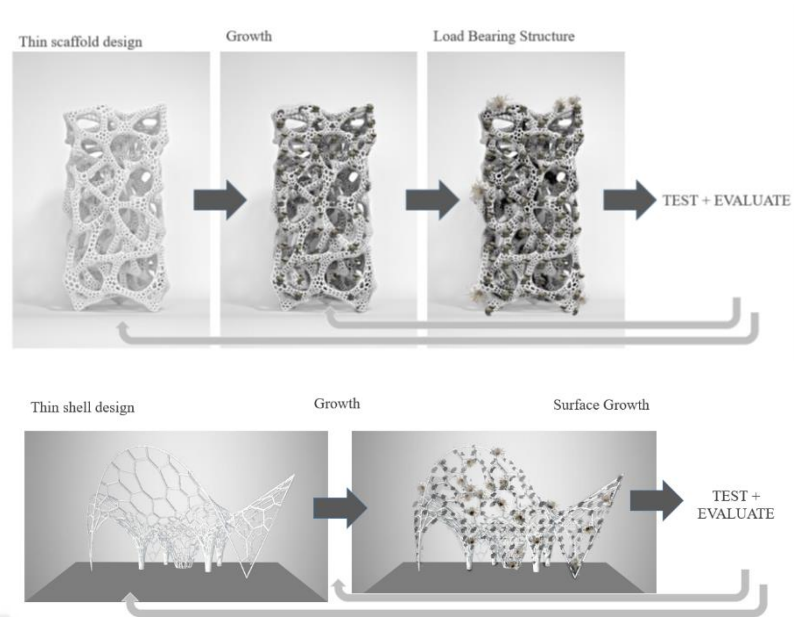 Thin scaffold design
Growth
Load Bearing Structure
TEST + EVALUATE
Thin shell design
Growth
Surface Growth
TEST +
EVALUATE